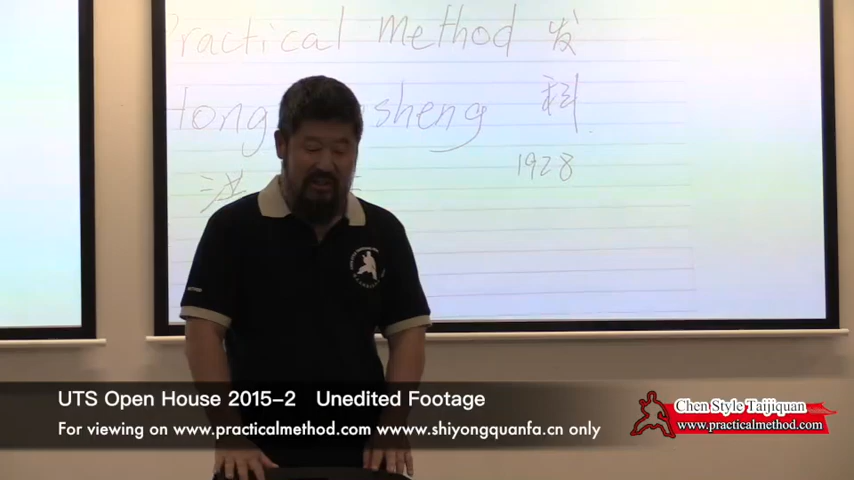 Practical Method 发
Hong sheng 科
1928
洪
UTS Open House 2015-2 Unedited Footage
For viewing on www.practicalmethod.com wwww.shiyongquanfa.cn only
Chen Style Taijiquan
www.practicalmethod.com